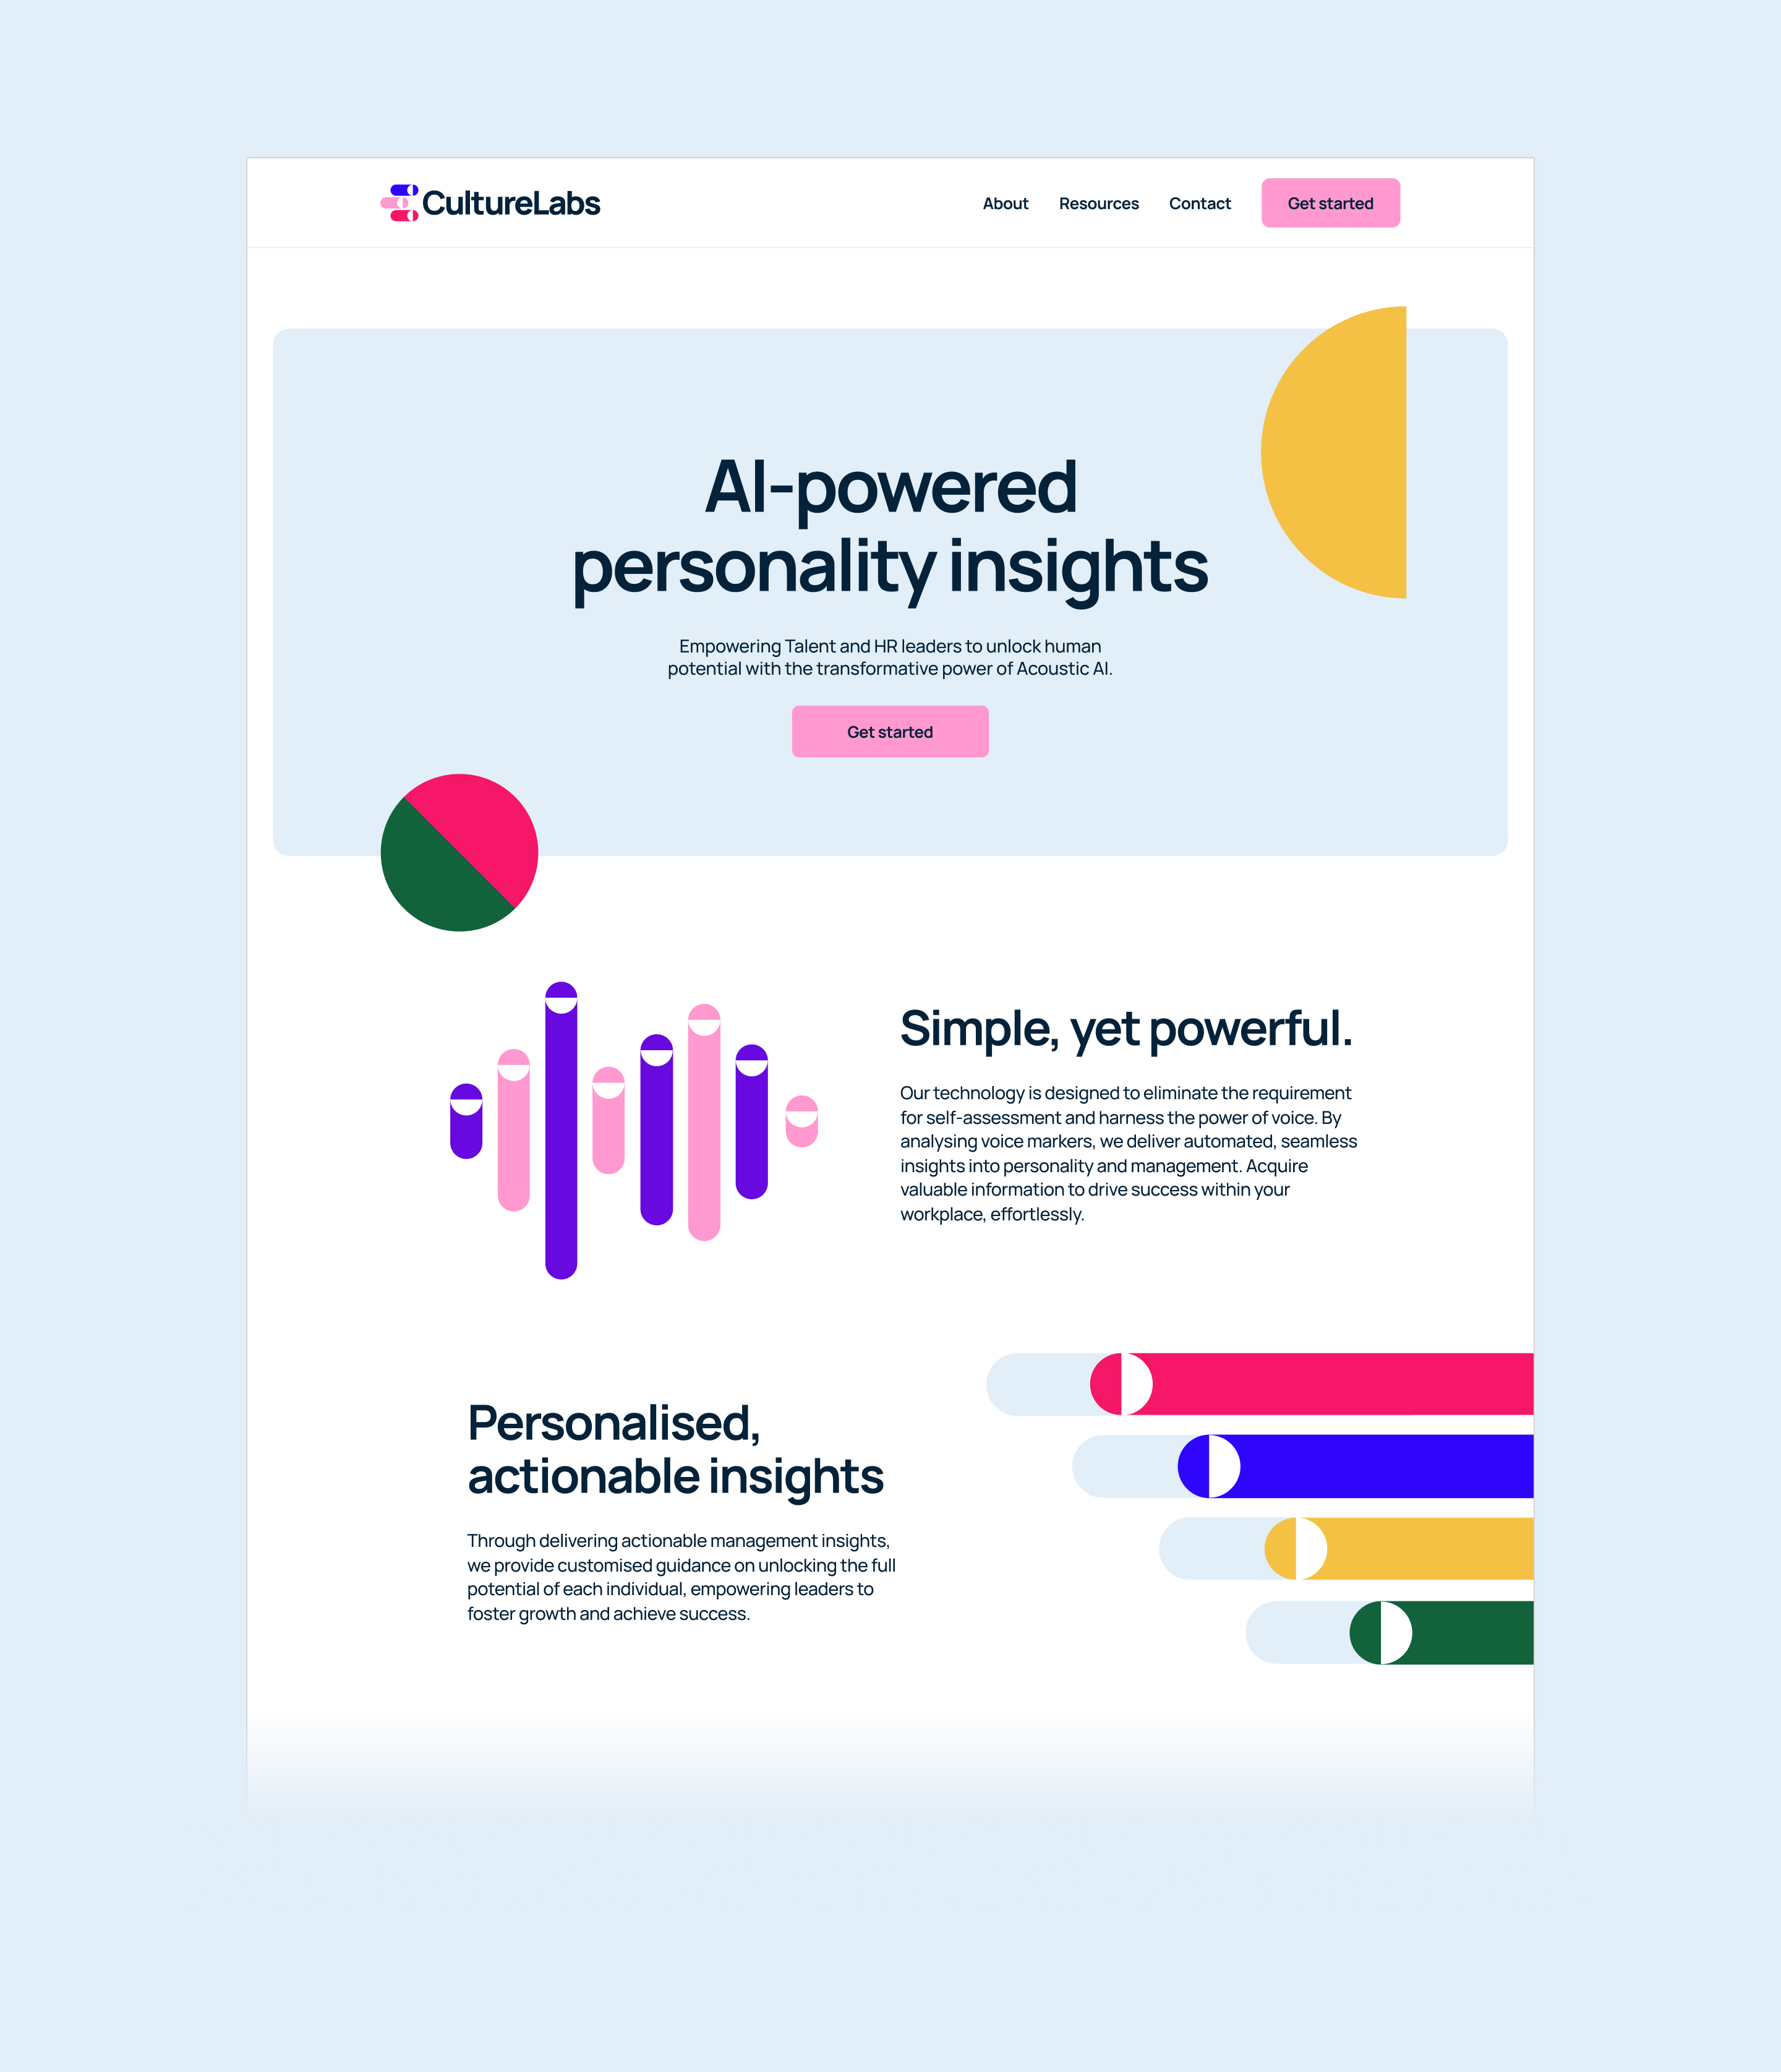 CultureLabs
About
Resources
Contact
Get started
AI-powered
personality insights
Empowering Talent and HR leaders to unlock human
potential with the transformative power of Acoustic AI.
Get started
Simple, yet powerful.
Our technology is designed to eliminate the requirement
for self-assessment and harness the power of voice. By
analysing voice markers, we deliver automated, seamless
insights into personality and management. Acquire
valuable information to drive success within your
workplace, effortlessly.
Personalised,
actionable insights
Through delivering actionable management insights,
we provide customised guidance on unlocking the full
potential of each individual, empowering leaders to
foster growth and achieve success.